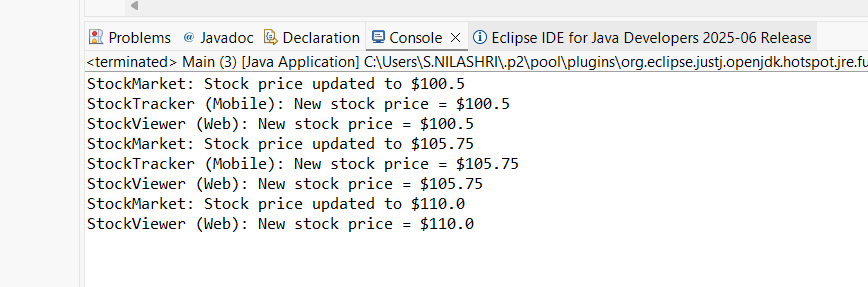 Problems @ Javadoc Declaration Console Eclipse IDE for Java Developers 2025-06 Release
<terminated> Main (3) [Java Application] C:\Users\S.NILASHRI\.p2\pool\plugins\org.eclipse.justj.openjdk.hotspot.jre.fu
StockMarket: Stock price updated to $100.5
StockTracker (Mobile): New stock price = $100.5
StockViewer (Web): New stock price = $100.5
StockMarket: Stock price updated to $105.75
StockTracker (Mobile): New stock price = $105.75
StockViewer (Web): New stock price = $105.75
StockMarket: Stock price updated to $110.0
StockViewer (Web): New stock price = $110.0